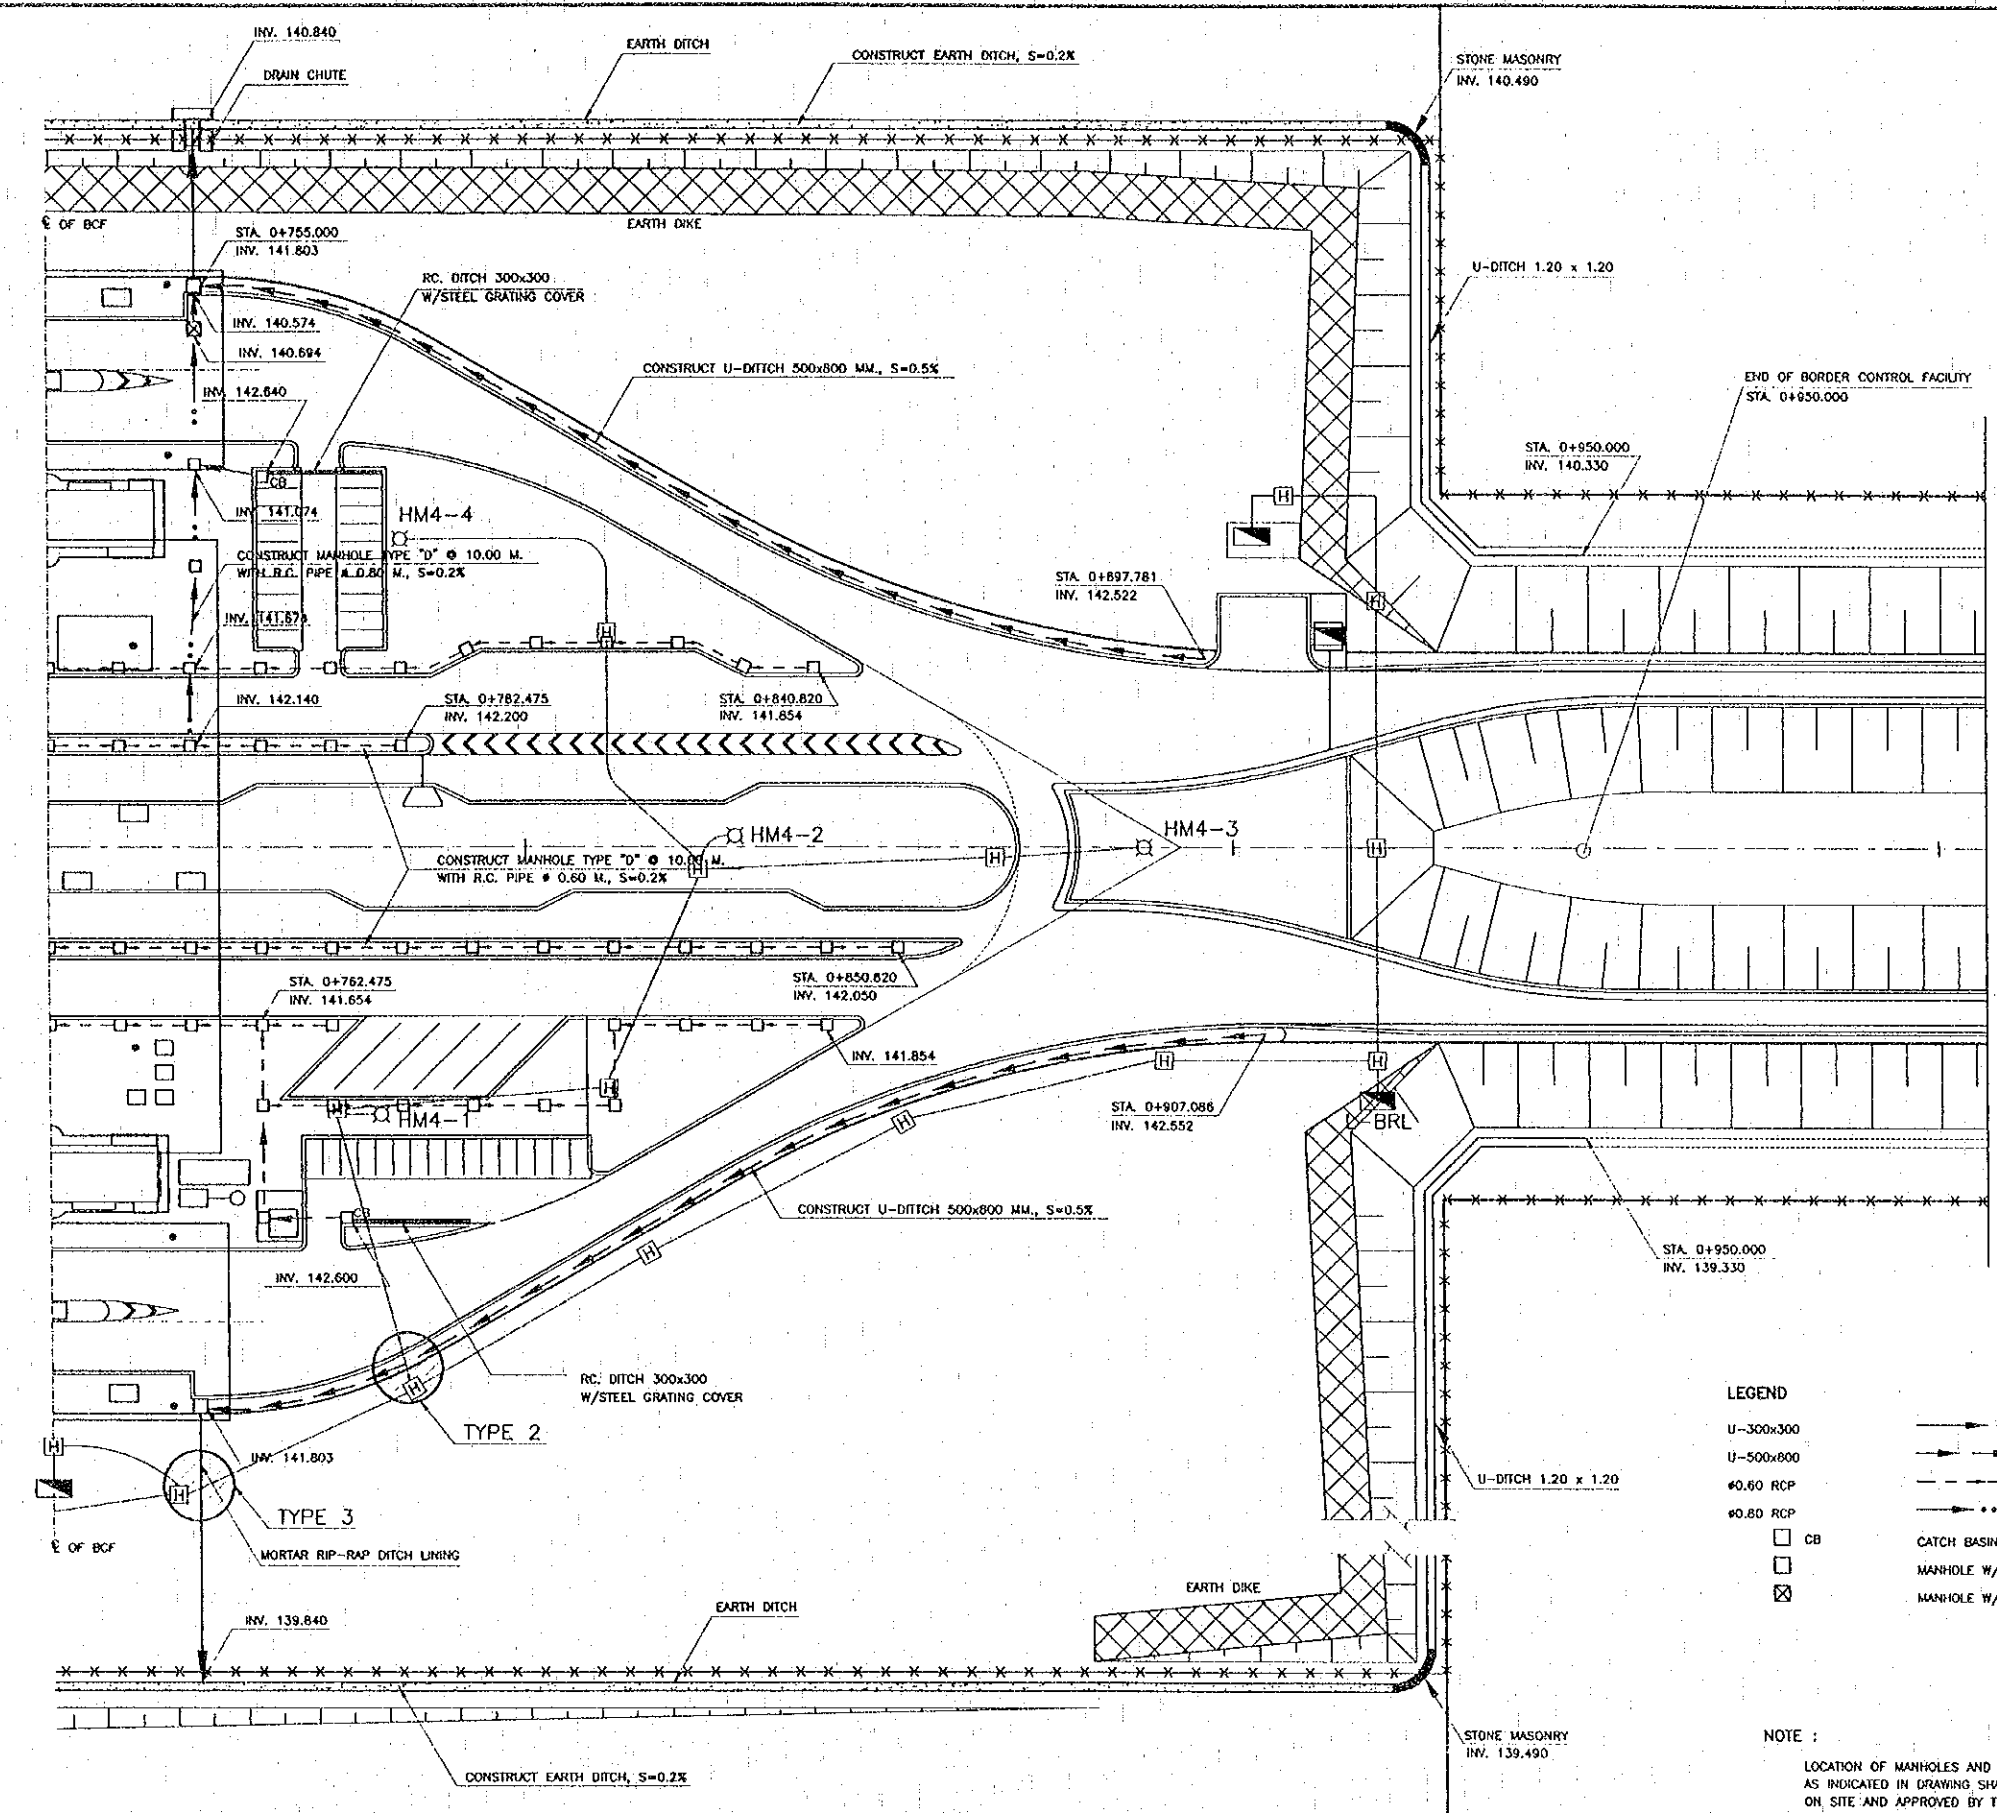 INV. 140.840
DRAIN CHUTE
EARTH DITCH
CONSTRUCT EARTH DITCH, S=0.2%
STONE MASONRY
INV. 140.490
℄ OF BCF
STA. 0+755.000
INV. 141.803
EARTH DIKE
RC. DITCH 300x300
W/STEEL GRATING COVER
U-DITCH 1.20 x 1.20
INV. 140.574
INV. 140.694
CONSTRUCT U-DITCH 500x800 MM., S=0.5%
INV. 142.640
END OF BORDER CONTROL FACILITY
STA. 0+950.000
STA. 0+950.000
INV. 140.330
CB
INV. 141.074
HM4-4
H
CONSTRUCT MANHOLE TYPE "D" @ 10.00 M.
WITH R.C. PIPE ø 0.80 M., S=0.2%
STA. 0+897.781
INV. 142.522
H
INV. 141.674
H
INV. 142.140
STA. 0+782.475
INV. 142.200
STA. 0+840.820
INV. 141.854
HM4-2
HM4-3
H
H
CONSTRUCT MANHOLE TYPE "D" @ 10.00 M.
WITH R.C. PIPE ø 0.60 M., S=0.2%
H
STA. 0+762.475
INV. 141.654
STA. 0+850.820
INV. 142.050
INV. 141.854
H
H
H
H
HM4-1
STA. 0+907.086
INV. 142.552
H
BRL
CONSTRUCT U-DITCH 500x800 MM., S=0.5%
CB
H
STA. 0+950.000
INV. 139.330
INV. 142.600
RC. DITCH 300x300
W/STEEL GRATING COVER
H
TYPE 2
H
INV. 141.803
H
TYPE 3
℄ OF BCF
MORTAR RIP-RAP DITCH LINING
U-DITCH 1.20 x 1.20
LEGEND
U-300x300
U-500x800
ø0.60 RCP
ø0.80 RCP
CB
CATCH BASIN
MANHOLE W/
MANHOLE W/
EARTH DIKE
EARTH DITCH
INV. 139.840
CONSTRUCT EARTH DITCH, S=0.2%
STONE MASONRY
INV. 139.490
NOTE :
LOCATION OF MANHOLES AND
AS INDICATED IN DRAWING SHA
ON SITE AND APPROVED BY T